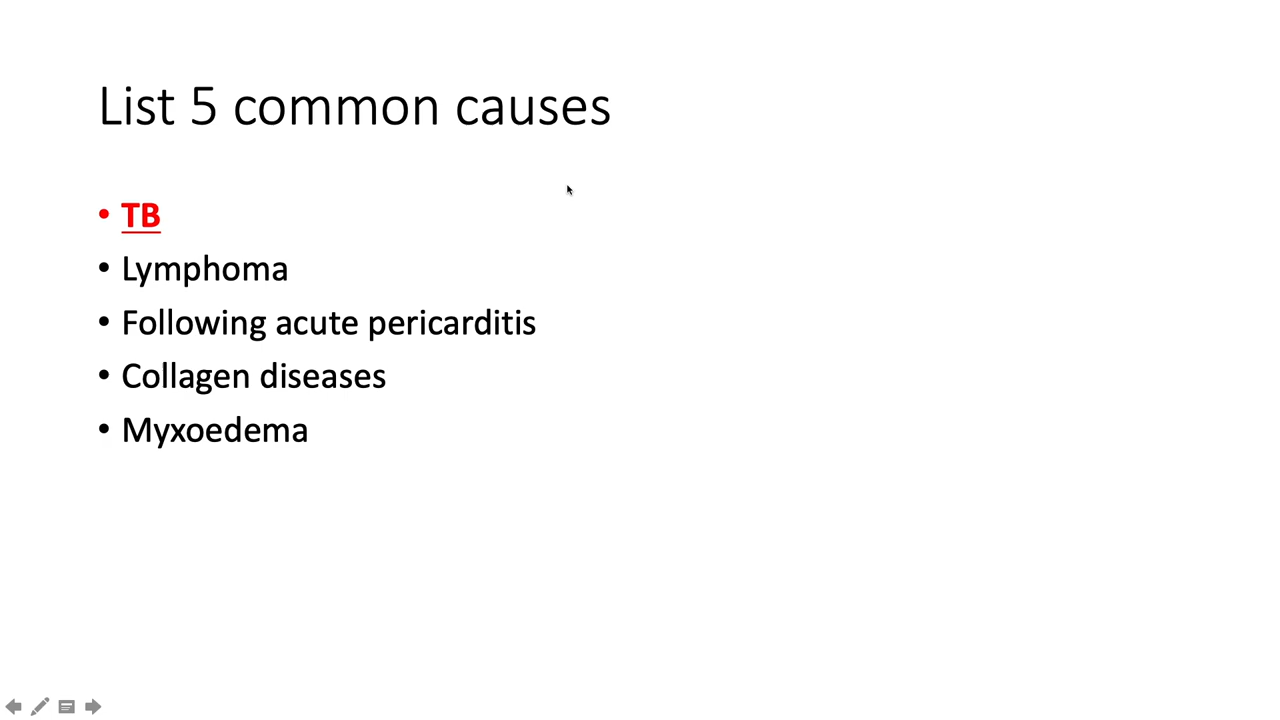 List 5 common causes
• TB
• Lymphoma
• Following acute pericarditis
• Collagen diseases
• Myxoedema